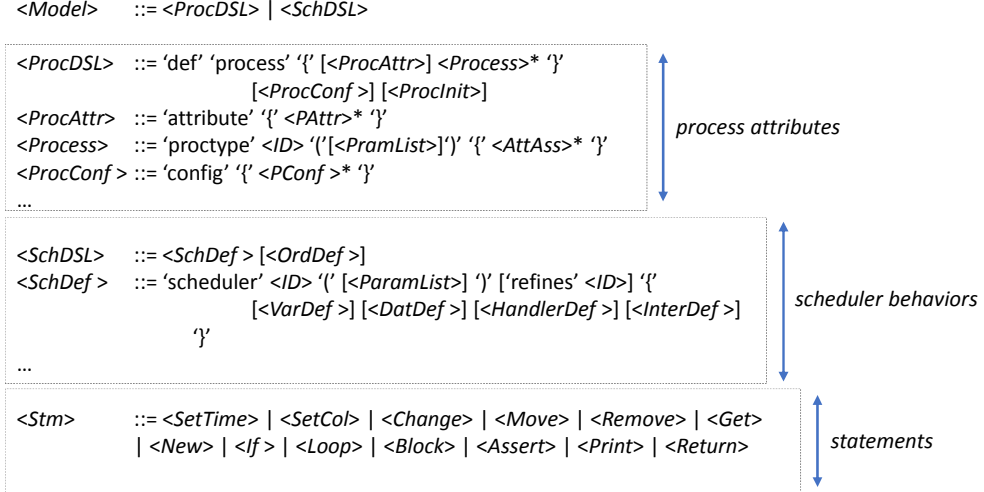 <Model> ::= <ProcDSL> | <SchDSL>
<ProcDSL> ::= ‘def’ ‘process’ ‘{’ [<ProcAttr>] <Process>* ‘}’
[<ProcConf >] [<ProcInit>]
<ProcAttr> ::= ‘attribute’ ‘{’ <PAttr>* ‘}’
<Process> ::= ‘proctype’ <ID> ‘(’[<PramList>]‘)’ ‘{’ <AttAss>* ‘}’
<ProcConf > ::= ‘config’ ‘{’ <PConf >* ‘}’
...
process attributes
<SchDSL> ::= <SchDef > [<OrdDef >]
<SchDef > ::= ‘scheduler’ <ID> ‘(’ [<ParamList>] ‘)’ [‘refines’ <ID>] ‘{’
[<VarDef >] [<DatDef >] [<HandlerDef >] [<InterDef >]
‘}’
...
scheduler behaviors
<Stm> ::= <SetTime> | <SetCol> | <Change> | <Move> | <Remove> | <Get>
| <New> | <If > | <Loop> | <Block> | <Assert> | <Print> | <Return>
statements